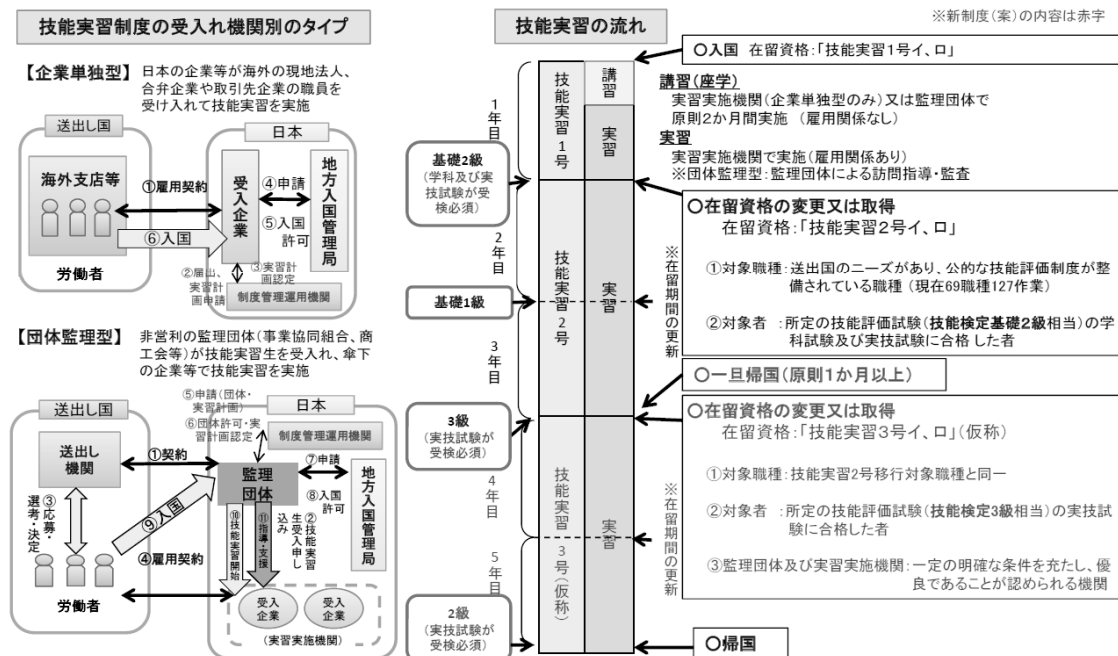 技能実習制度の受入れ機関別のタイプ
【企業単独型】
日本の企業等が海外の現地法人、
合弁企業や取引先企業の職員を
受け入れて技能実習を実施
送出し国
日本
海外支店等
労働者
①雇用契約
⑥入国
受入企業
④申請
⑤入国
許可
地方入国管理局
②届出、
実習計
画申請
③実習計
画認定
制度管理運用機関
【団体監理型】
非営利の監理団体(事業協同組合、商
工会等)が技能実習生を受入れ、傘下
の企業等で技能実習を実施
送出し国
日本
⑤申請(団体・
実習計画)
⑥団体許可・実
習計画認定
制度管理運用機関
送出し
機関
①契約
監理
団体
⑦申請
⑧入国
許可
地方入国管理局
③応募・
選考・決定
⑨入国
④雇用契約
労働者
⑩技能実習開始
⑪指導・支援
②技能実習
生受入申し
込み
受入
企業
受入
企業
(実習実施機関)
技能実習の流れ
※新制度(案)の内容は赤字
1年目
2年目
3年目
4年目
5年目
技能実習1号
技能実習2号
技能実習3号(仮称)
講習
実習
実習
実習
基礎2級
(学科及び実
技試験が受
検必須)
基礎1級
3級
(実技試験が
受検必須)
2級
(実技試験が
受検必須)
○入国 在留資格:「技能実習1号イ、ロ」
講習(座学)
実習実施機関(企業単独型のみ)又は監理団体で
原則2か月間実施 (雇用関係なし)
実習
実習実施機関で実施(雇用関係あり)
※団体監理型:監理団体による訪問指導・監査
※在留期間の更新
○在留資格の変更又は取得
在留資格:「技能実習2号イ、ロ」
①対象職種:送出国のニーズがあり、公的な技能評価制度が整
備されている職種 (現在69職種127作業)
②対象者 :所定の技能評価試験(技能検定基礎2級相当)の学
科試験及び実技試験に合格した者
○一旦帰国(原則1か月以上)
※在留期間の更新
○在留資格の変更又は取得
在留資格:「技能実習3号イ、ロ」(仮称)
①対象職種:技能実習2号移行対象職種と同一
②対象者 :所定の技能評価試験(技能検定3級相当)の実技試
験に合格した者
③監理団体及び実習実施機関:一定の明確な条件を充たし、優
良であることが認められる機関
○帰国